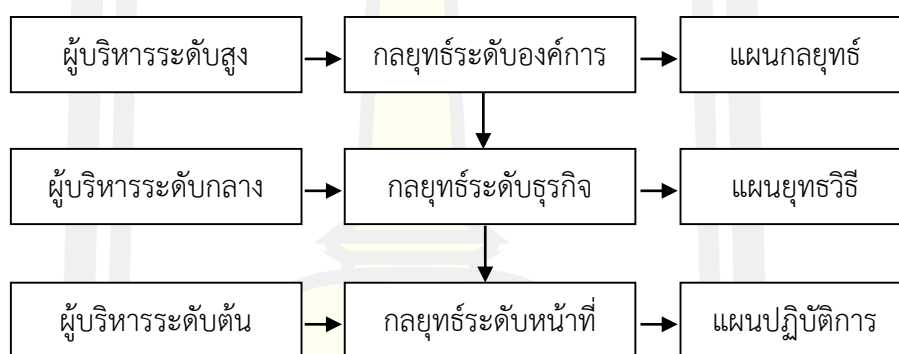 ผู้บริหารระดับสูง
กลยุทธ์ระดับองค์การ
แผนกลยุทธ์
ผู้บริหารระดับกลาง
กลยุทธ์ระดับธุรกิจ
แผนยุทธวิธี
ผู้บริหารระดับต้น
กลยุทธ์ระดับหน้าที่
แผนปฏิบัติการ